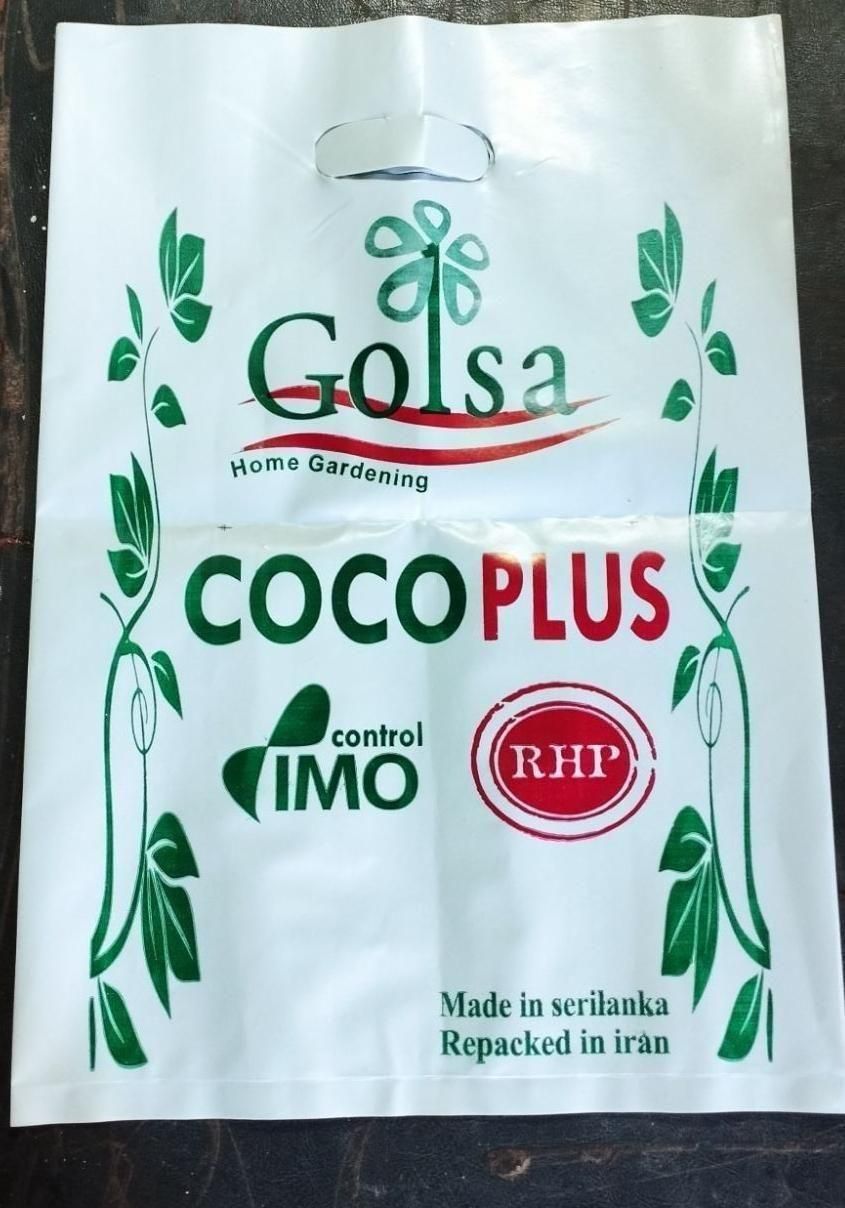 Golsa
Home Gardening
COCOPLUS
control
IMO
RHP
Made in serilanka
Repacked in iran